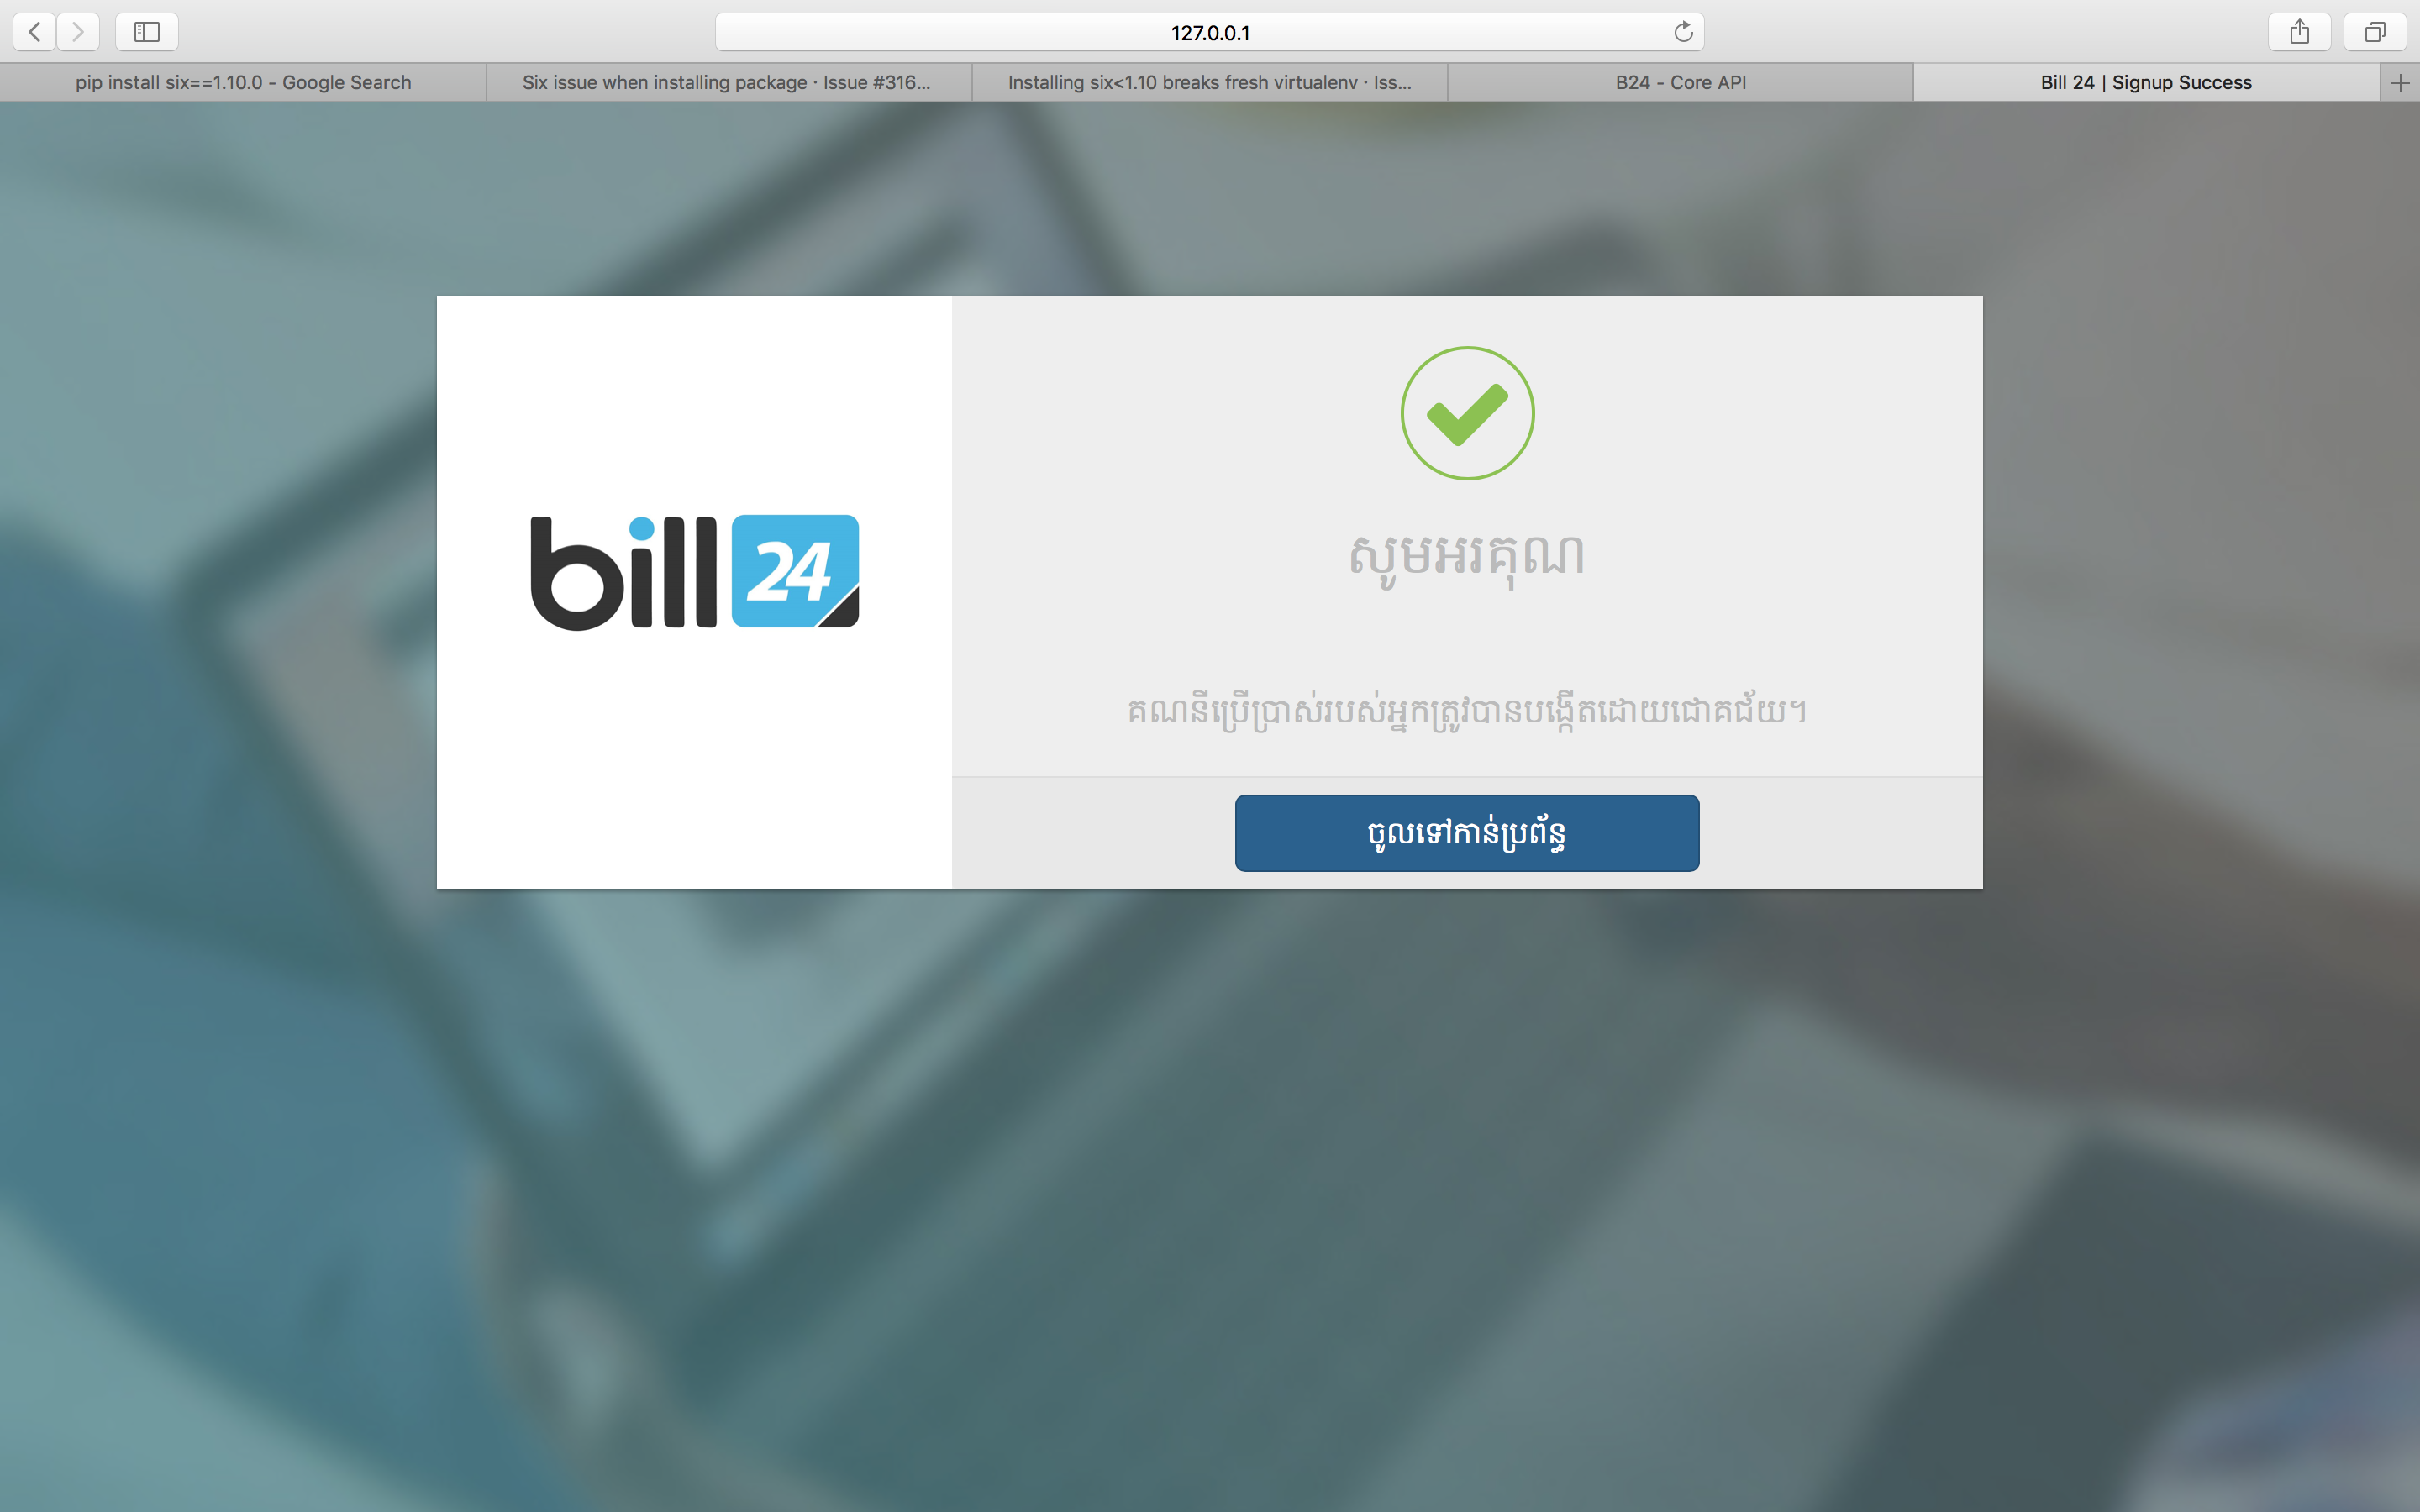 127.0.0.1
pip install six==1.10.0 - Google Search
Six issue when installing package · Issue #316...
Installing six<1.10 breaks fresh virtualenv · Iss...
B24 - Core API
Bill 24 | Signup Success
bill 24
សូមអរគុណ
គណនីប្រើប្រាស់របស់អ្នកត្រូវបានបង្កើតដោយជោគជ័យ។
ចូលទៅកាន់ប្រព័ន្ធ